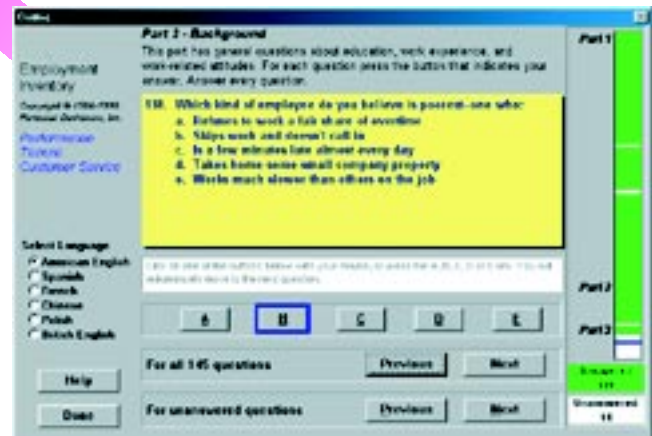 Part 3 - Background
This part has general questions about education, work experience, and
work-related attitudes. For each question press the button that indicates your
answer. Answer every question.
Employment
Inventory
Performance
Tenure
Customer Service
Which kind of employee do you believe is poorest-one who:
a. Refuses to work a fair share of overtime
b. Skips work and doesn't call in
c. Is a few minutes late almost every day
d. Takes home some small company property
e. Works much slower than others on the job
Select Language
American English
Spanish
French
Chinese
Polish
British English
A B C D E
For all 145 questions Previous Next
For unanswered questions Previous Next
Help
Done
Part 1
Part 2
Part 3